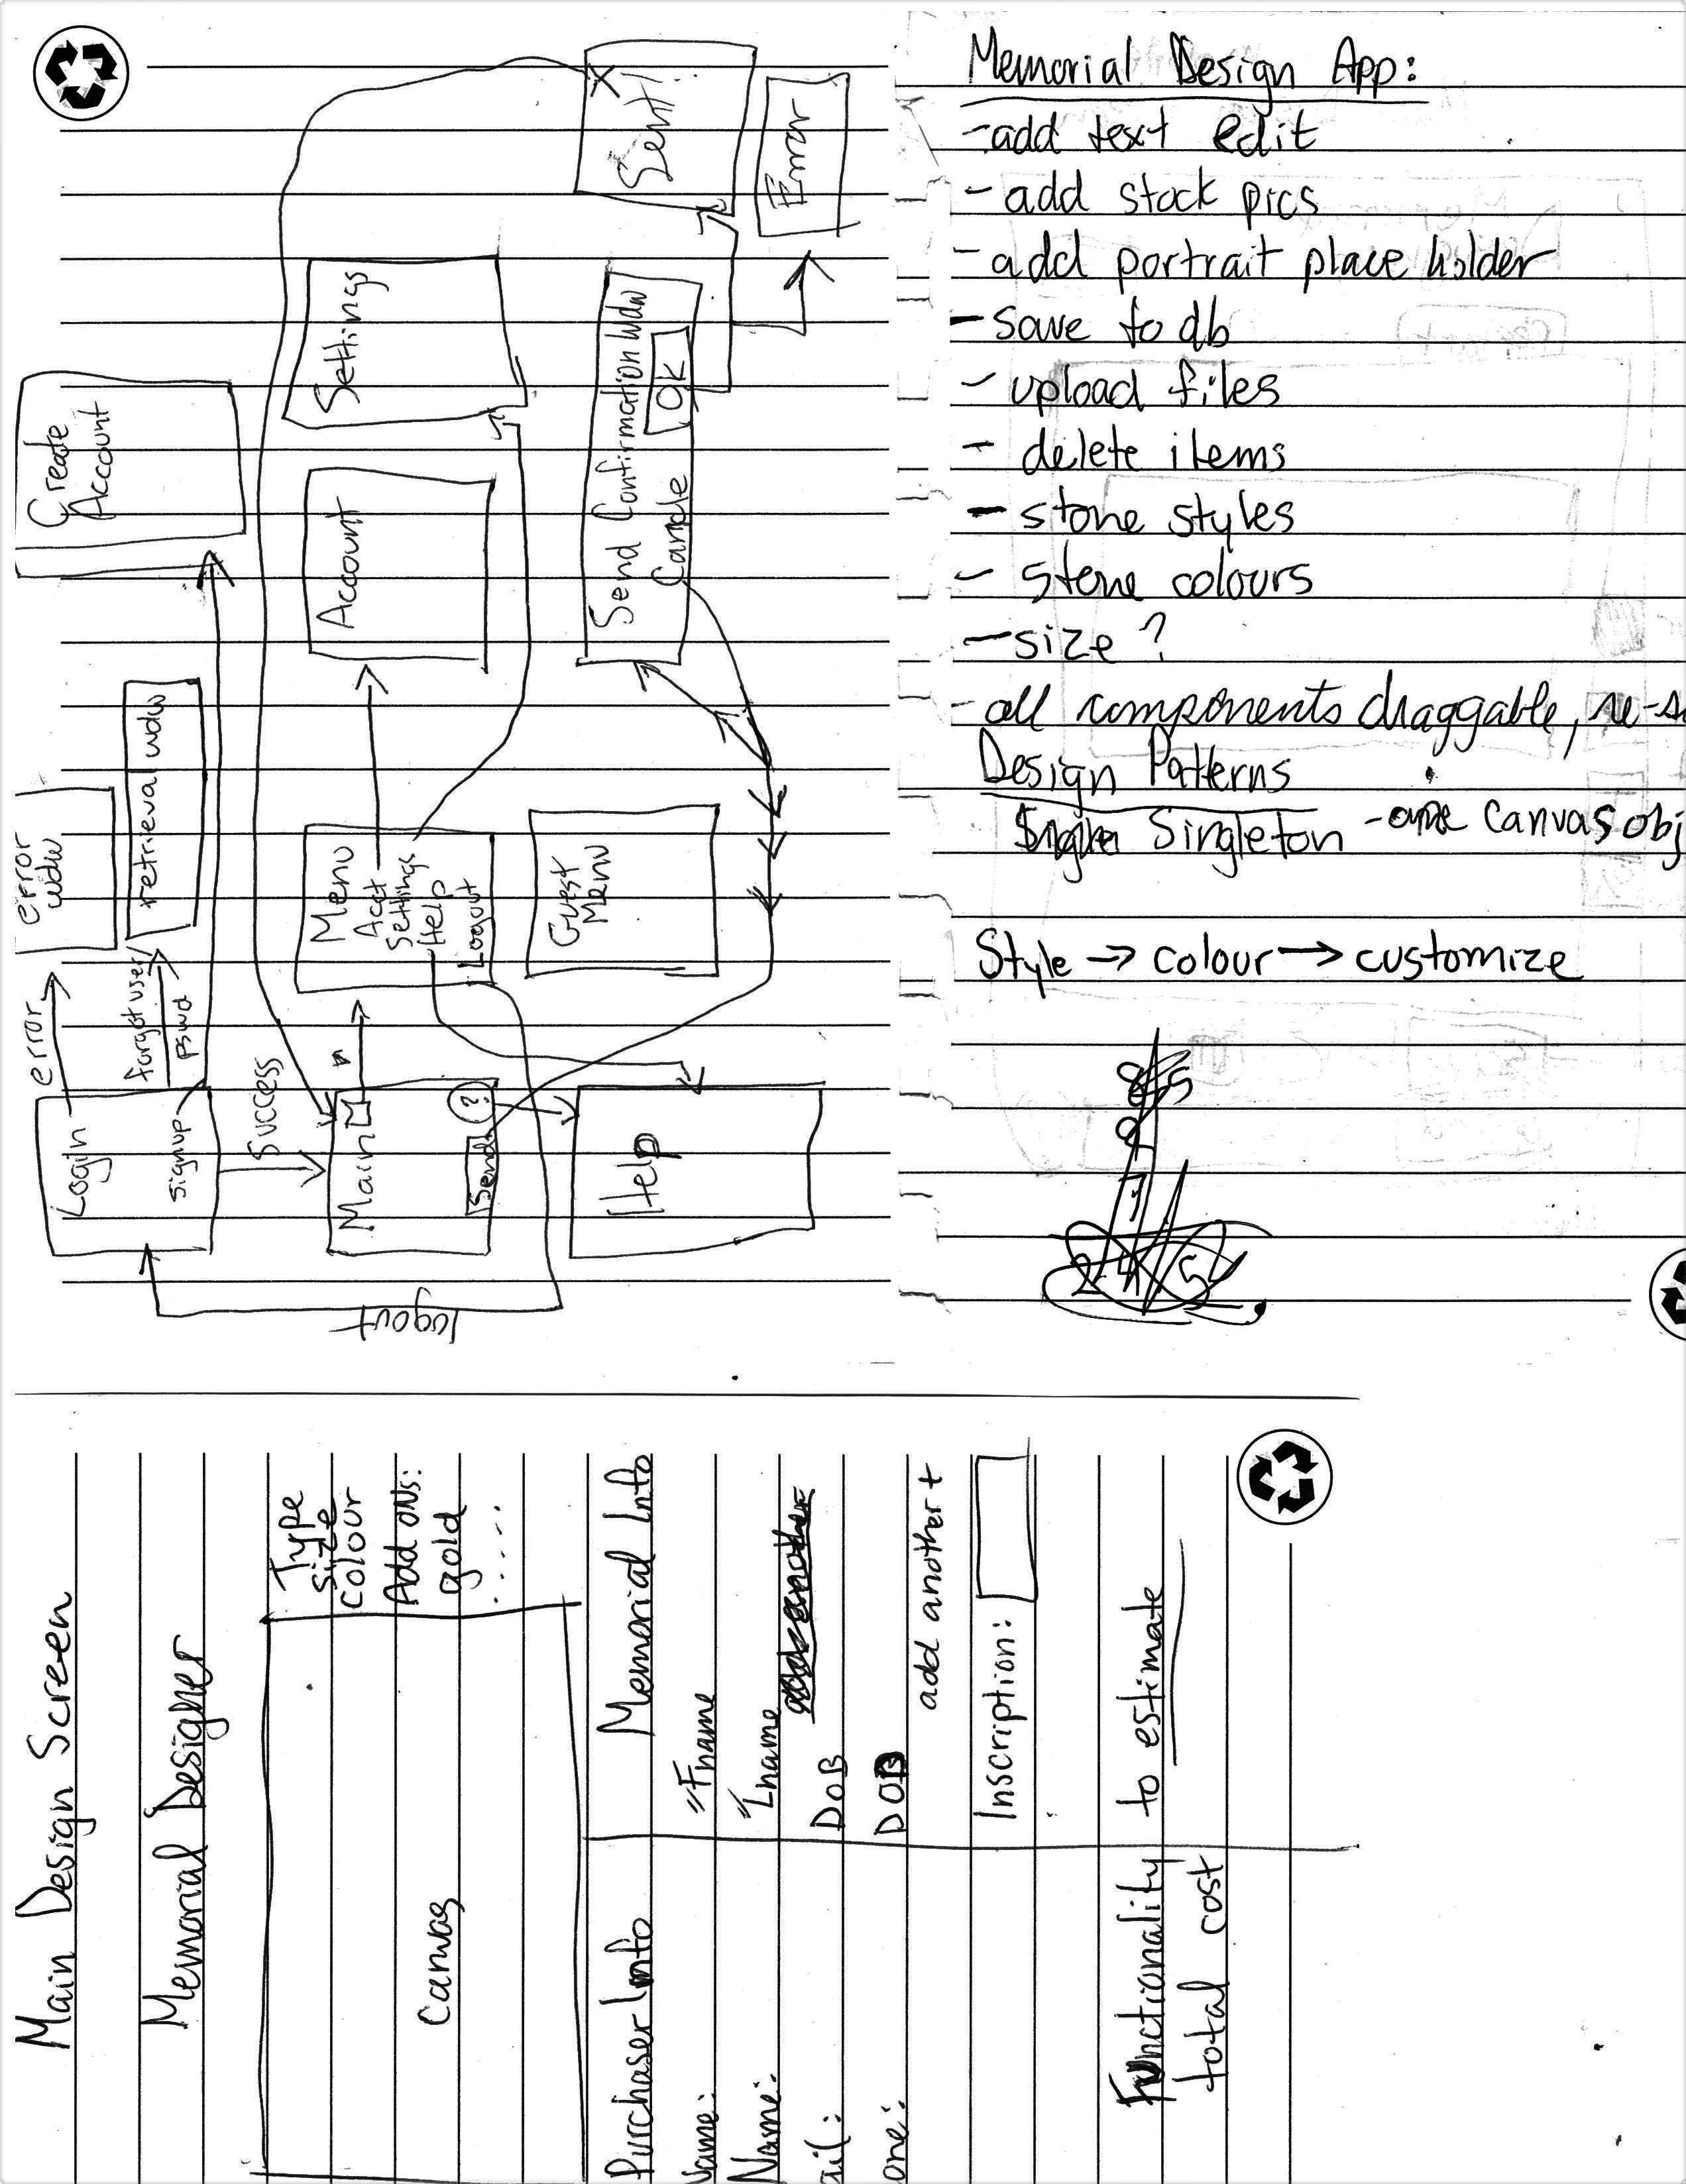 Create
Account
error
wdw
retrieval wdw
error
forgot user/
pswd
Login
signup
Success
Settings
Account
Menu
Acct
Settings
Help
Logout
Guest
Menu
Main
Send
?
Help
logout
Send Confirmation Wdw
Cancle
OK
Sent!
X
Error
Memorial Design App:
- add text edit
- add stock pics
- add portrait place holder
- save to db
- upload files
- delete items
- stone styles
- stone colours
- size ?
- all components draggable, re-s
Design Patterns
Singleton - one Canvas obj
Style → colour → customize
Main Design Screen
Memorial Designer
Type
Size
Colour
Add ons:
gold
.....
Canvas
Purchaser Info
Name:
Name:
ail:
one:
Memorial Info
"Fname
"Lname
DoB
add another +
Inscription:
Functionality to estimate
total cost